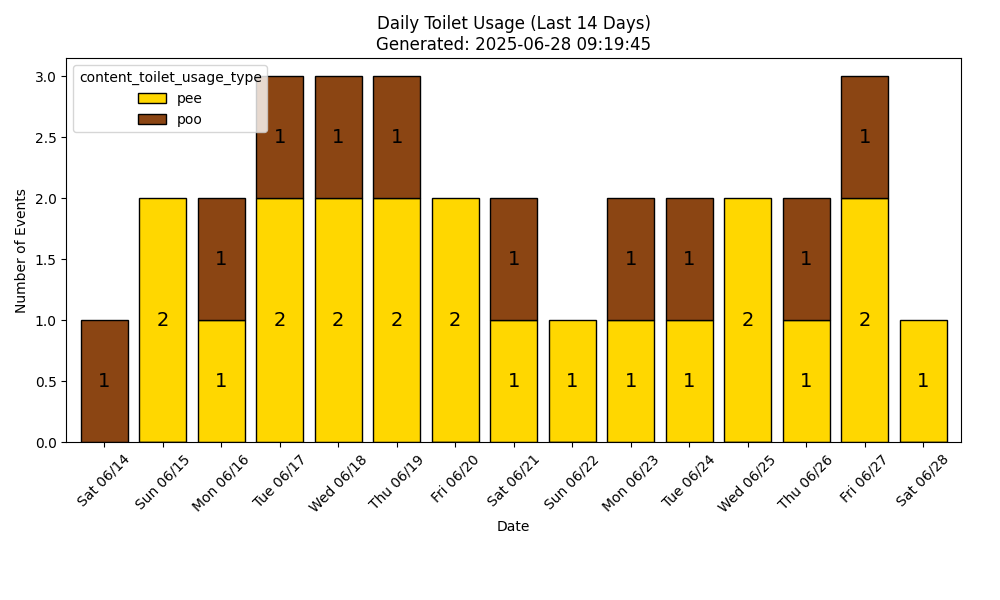 Daily Toilet Usage (Last 14 Days)
Generated: 2025-06-28 09:19:45
content_toilet_usage_type
pee
poo
Number of Events
3.0
2.5
2.0
1.5
1.0
0.5
0.0
1
2
1
1
2
1
2
1
2
1
2
1
1
1
1
1
1
1
2
1
1
2
1
1
Sat 06/14
Sun 06/15
Mon 06/16
Tue 06/17
Wed 06/18
Thu 06/19
Fri 06/20
Sat 06/21
Sun 06/22
Mon 06/23
Tue 06/24
Wed 06/25
Thu 06/26
Fri 06/27
Sat 06/28
Date